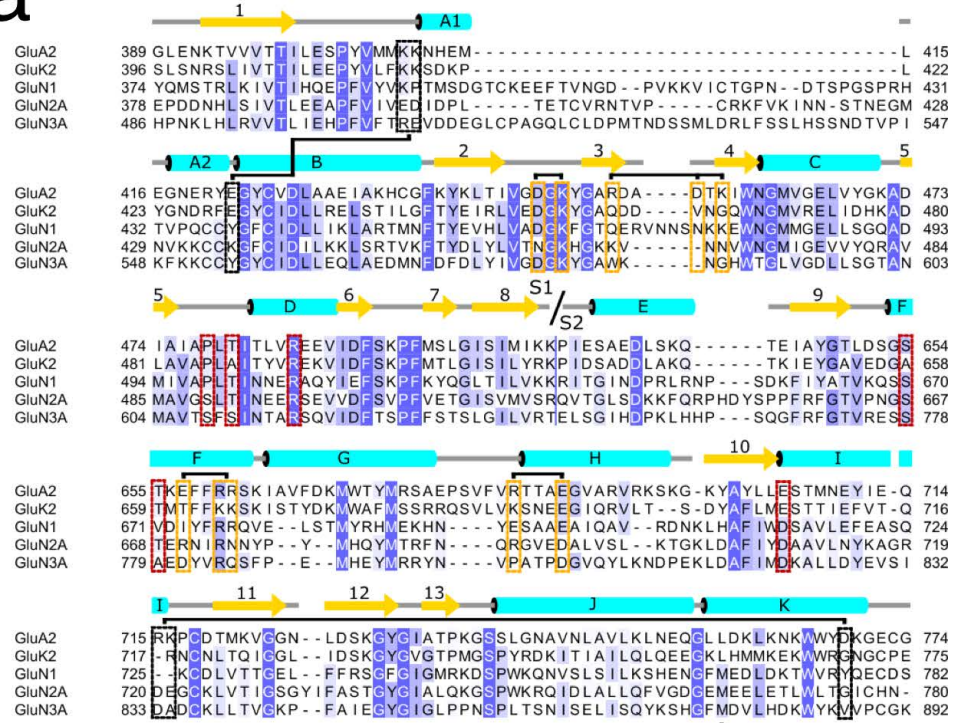 a
1 A1
GluA2 389 GLENKTVVVTTILESPYVMMKKNHEM----------------------------------L 415
GluK2 396 SLSNRSLIVTTILEEPYVLFKKSDKP----------------------------------L 422
GluN1 374 YQMSTRLKIVTIHQEPFVYVKPTMSDGTCKEEFTVNGD--PVKKVICTGPN--DTSPGSPRH 431
GluN2A 378 EPDDNHLSIVTLEEAPFVIVEDIDPL----TETCVRNTVP---CRKFVKINN-STNEGM 428
GluN3A 486 HPNKLHLRVVTLIEHPFVFTREVDDEGLCPAGQLCLDPMTNDSSMLDRLFSSLHSSNDTVPI 547
A2 B 2 3 4 C 5
GluA2 416 EGNERYEGYCVDLAAEIAKHCGFKYKLTIVGDGKYGARDA-----DTKIWNGMVGELVYGKAD 473
GluK2 423 YGNDRFEGYCIDLLRELSTILGFTYEIRLVEDGKYGAQDD-----VNGQWNGMVRELIDHKAD 480
GluN1 432 TVPQCCYGFCIDLLIKLARTMNFTYEVHLVADGKFGTQERVNNSNKKEWNGMMGELLSGQAD 493
GluN2A 429 NVKKCCKGFCIDILKKLSRTVKFTYDLYLVTNGKHGKKV------NNVWNGMIGEVVYQRAV 484
GluN3A 548 KFKKCCYGYCIDLLEQLAEDMNFDFDLYIVGDGKYGAWK------NGHWTGLVGDLLSGTAN 603
5 D 6 7 8 S1 S2 E 9 F
GluA2 474 IAIAPLTITLVREEVIDFSKPFMSLGISIMIKKPIESAEDLSKQ-------TEIAYGTLDSGS 654
GluK2 481 LAVAPLAITYVREKVIDFSKPFMTLGISILYRKPIDSADDLAKQ-------TKIEYGAVEDGA 658
GluN1 494 MIVAPLTINNERAQYIEFSKPFKYQGLTILVKKRITGINDPRLRNP----SDKFIYATVKQSS 670
GluN2A 485 MAVGSLTINEERSEVVDFSVPFVETGISVMVSRQVTGLSDKKFQRPHDYSPPFRFGTVPNGS 667
GluN3A 604 MAVTSFSINTARSQVIDFTSPFFSTSLGILVRTELSGIHDPKLHHP----SQGFRFGTVRESS 778
F G H 10 I
GluA2 655 TKEFFRRSKIAVFDKMWTYMRSAEPSVFVRTTAEGVARVRKSKG-KYAYLLESTMNEYIE-Q 714
GluK2 659 TMTFFKKSKISTYDKMWAFMSSRRQSVLVKSNEEGIQRVLT--S-DYAFLMESTTIEFVT-Q 716
GluN1 671 VDIYFRRQVE--LSTMYRHMEKHN----YESAAEAIQAV--RDNKLHAFIWDSAVLEFEASQ 724
GluN2A 668 TERNIRNNYP--Y--MHQYMTRFN----QRGVEDALVSL--KTGKLDAFIYDAAVLNYKAGR 719
GluN3A 779 AEDYVRQSFP--E--MHEYMRRYN----VPATPDGVQYLKNDPEKLDAFIMDKALLDYEVSI 832
I 11 12 13 J K
GluA2 715 RKPCDTMKVGGN--LDSKGYGIATPKGSSLGNAVNLAVLKLNEQGLLDKLKNKWWYDKGECG 774
GluK2 717 -RNCNLTQIGGL--IDSKGYGVGTPMGSPYRDKITIAILQLQEEGKLHMMKEKWWRGNGCPE 775
GluN1 725 --KCDLVTTGEL--FFRSGFGIGMRKDSPWKQNVSLSILKSHENGFMEDLDKTWVRYQECDS 782
GluN2A 720 DEGCKLVTIGSGYIFASTGYGIALQKGSPWKRQIDLALLQFVGDGEMEELETLWLTGICHN- 780
GluN3A 833 DADCKLLTVGKP--FAIEGYGIGLPPNSPLTSNISELISQYKSHGFMDVLHDKWYKVVPCGK 892